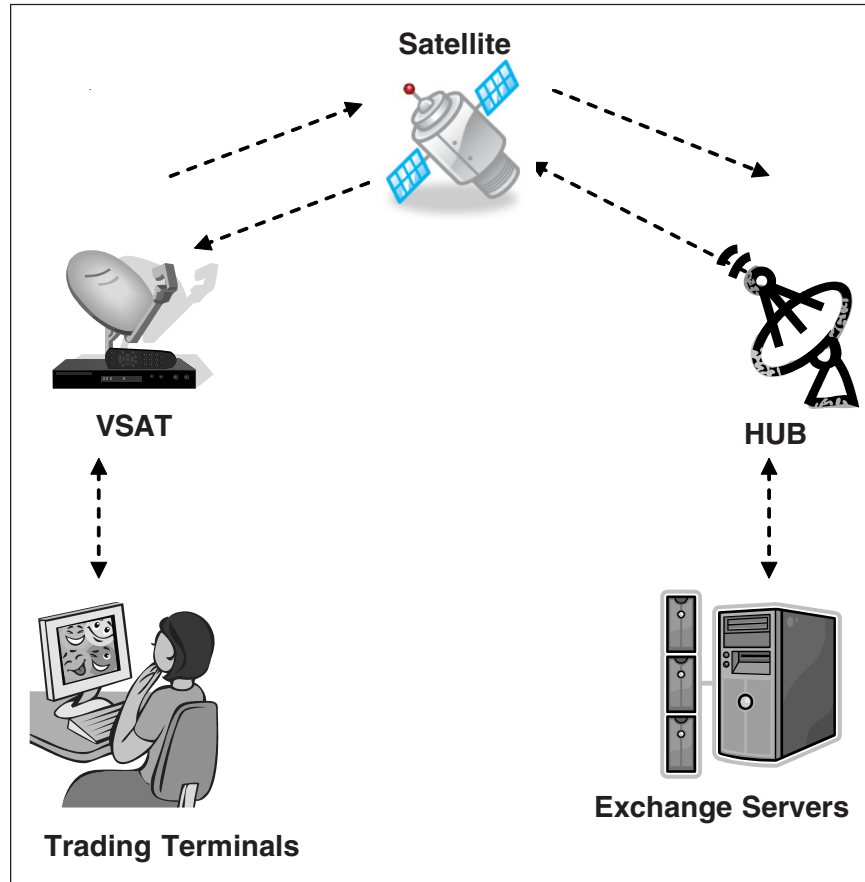 Satellite
VSAT
HUB
Exchange Servers
Trading Terminals